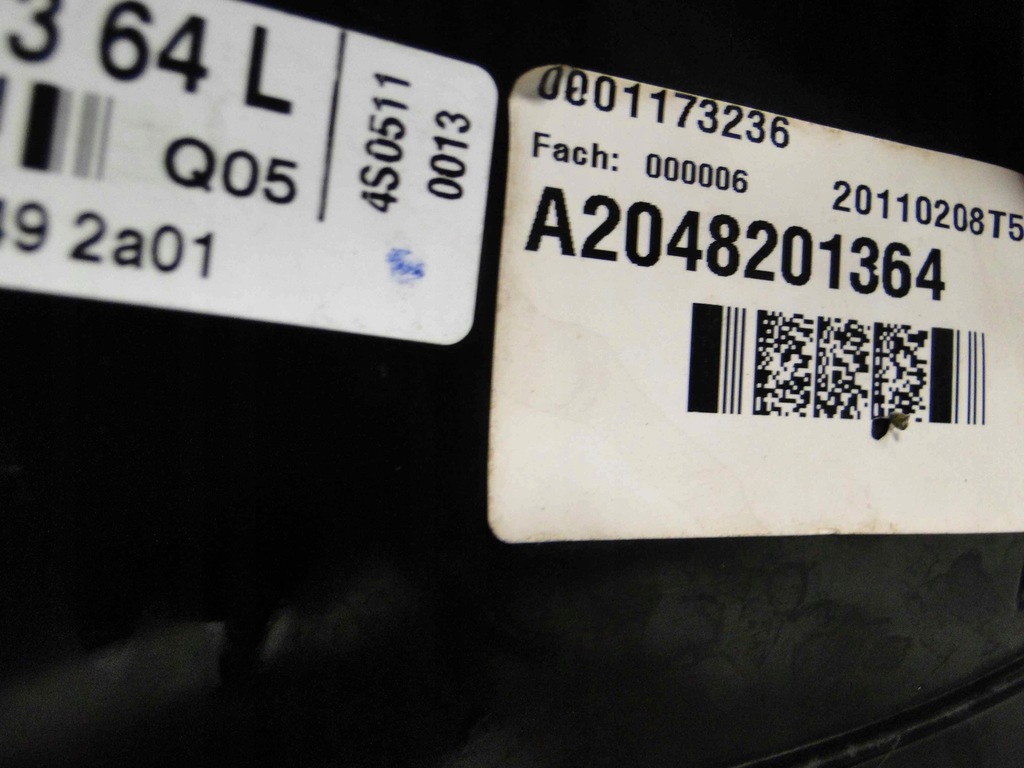 3 64 L
Q05
49 2a01
4S0511
0013
0001173236
Fach: 000006
20110208T5
A2048201364